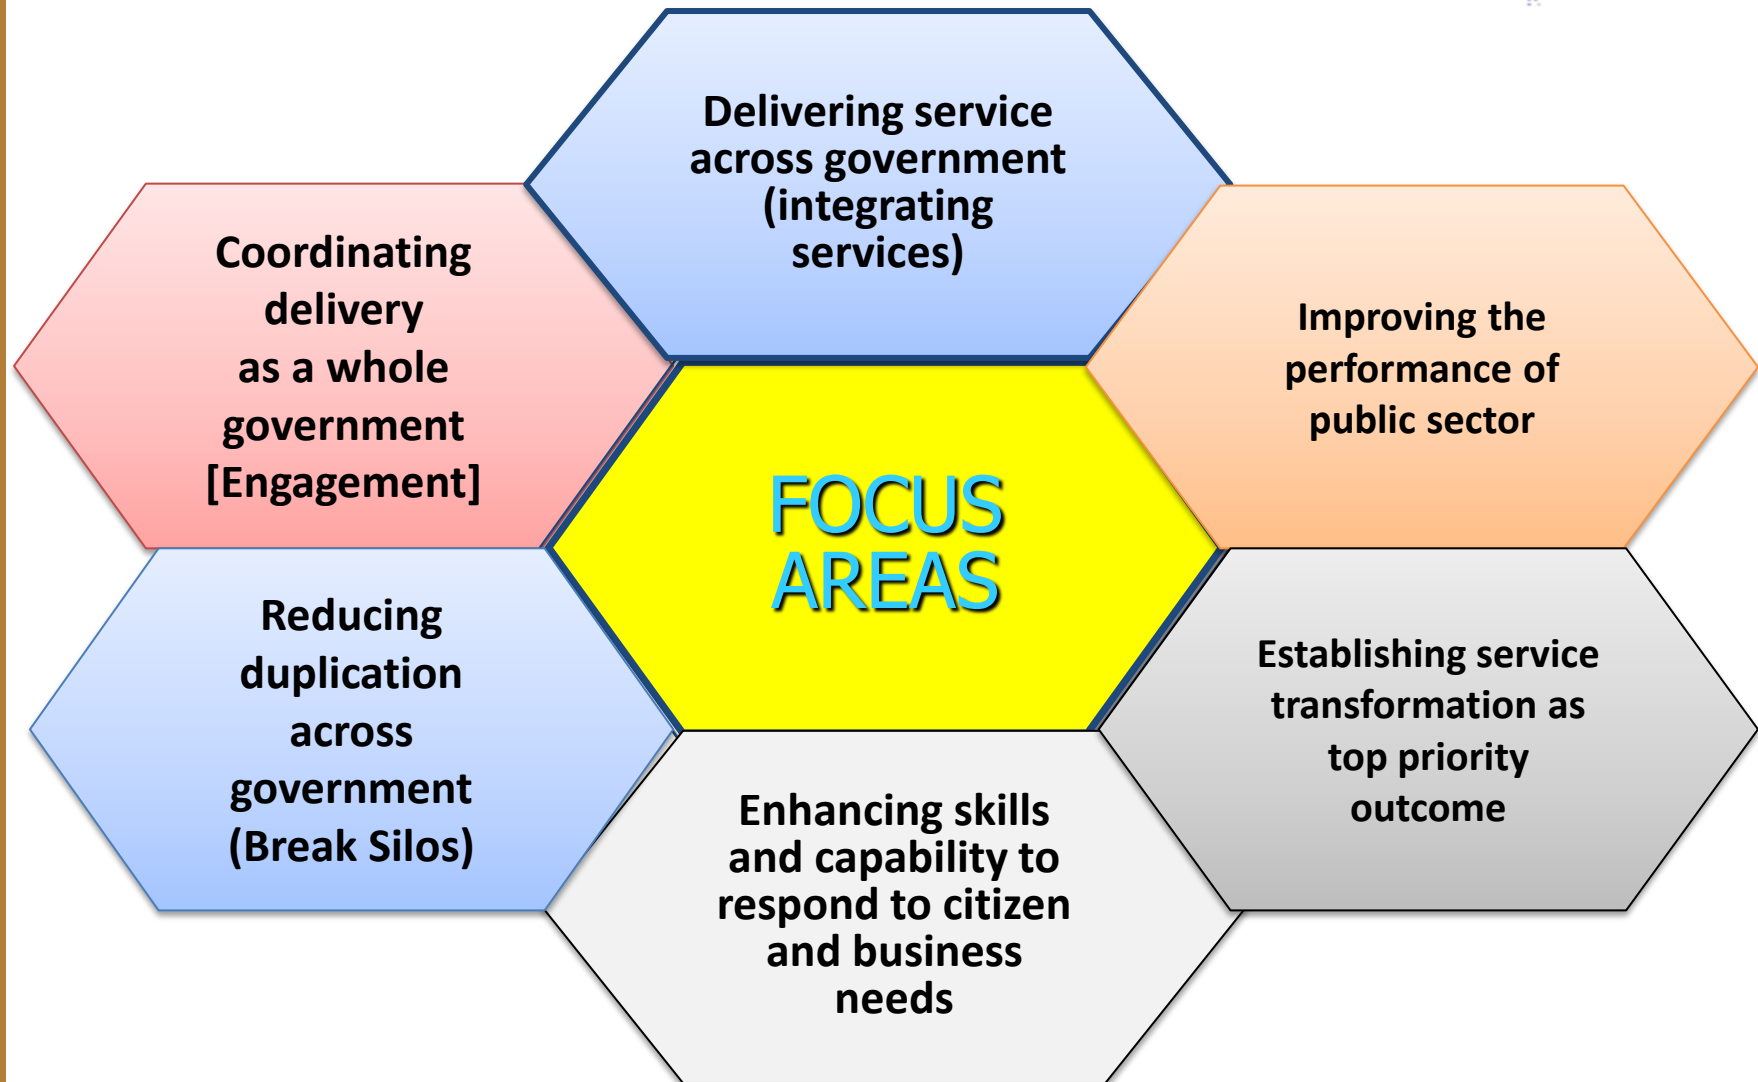 Delivering service
across government
(integrating
services)
Coordinating
delivery
as a whole
government
[Engagement]
Improving the
performance of
public sector
FOCUS
AREAS
Reducing
duplication
across
government
(Break Silos)
Establishing service
transformation as
top priority
outcome
Enhancing skills
and capability to
respond to citizen
and business
needs